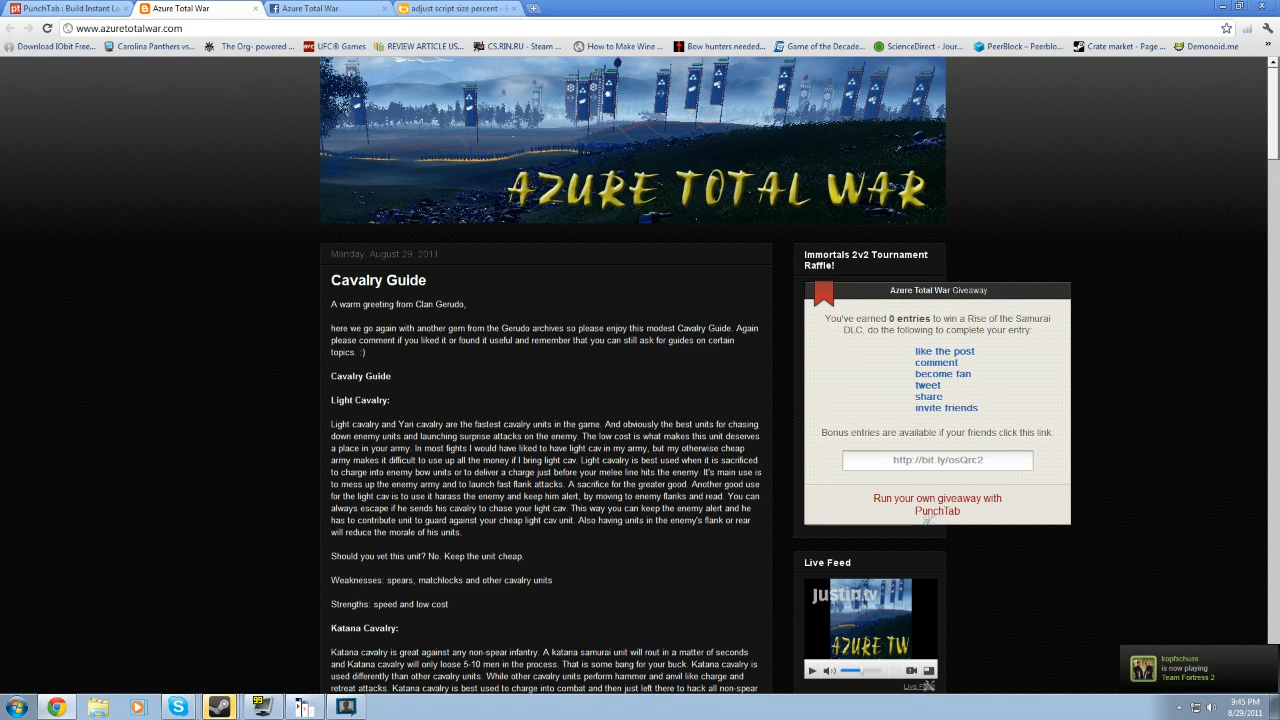 PunchTab : Build Instant Lo
Azure Total War
Azure Total War
adjust script size percent -
www.azuretotalwar.com
Download IObit Free...
Carolina Panthers vs...
The Org- powered ...
UFC® Games
REVIEW ARTICLE US...
CS.RIN.RU - Steam ...
How to Make Wine ...
Bow hunters needed...
Game of the Decade...
ScienceDirect - Jour...
PeerBlock – Peerblo...
Crate market - Page ...
Demonoid.me
»
AZURE TOTAL WAR
Monday, August 29, 2011
Cavalry Guide
A warm greeting from Clan Gerudo,
here we go again with another gem from the Gerudo archives so please enjoy this modest Cavalry Guide. Again
please comment if you liked it or found it useful and remember that you can still ask for guides on certain
topics. :)
Cavalry Guide
Light Cavalry:
Light cavalry and Yari cavalry are the fastest cavalry units in the game. And obviously the best units for chasing
down enemy units and launching surprise attacks on the enemy. The low cost is what makes this unit deserves
a place in your army. In most fights I would have liked to have light cav in my army, but my otherwise cheap
army makes it difficult to use up all the money if I bring light cav. Light cavalry is best used when it is sacrificed
to charge into enemy bow units or to deliver a charge just before your melee line hits the enemy. It's main use is
to mess up the enemy army and to launch fast flank attacks. A sacrifice for the greater good. Another good use
for the light cav is to use it harass the enemy and keep him alert, by moving to enemy flanks and read. You can
always escape if he sends his cavalry to chase your light cav. This way you can keep the enemy alert and he
has to contribute unit to guard against your cheap light cav unit. Also having units in the enemy's flank or rear
will reduce the morale of his units.
Should you vet this unit? No. Keep the unit cheap.
Weaknesses: spears, matchlocks and other cavalry units
Strengths: speed and low cost
Katana Cavalry:
Katana cavalry is great against any non-spear infantry. A katana samurai unit will rout in a matter of seconds
and Katana cavalry will only loose 5-10 men in the process. That is some bang for your buck. Katana cavalry is
used differently than other cavalry units. While other cavalry units perform hammer and anvil like charge and
retreat attacks. Katana cavalry is best used to charge into combat and then just left there to hack all non-spear
Immortals 2v2 Tournament
Raffle!
Azure Total War Giveaway
You've earned 0 entries to win a Rise of the Samurai
DLC, do the following to complete your entry:
like the post
comment
become fan
tweet
share
invite friends
Bonus entries are available if your friends click this link.
http://bit.ly/osQrc2
Run your own giveaway with
PunchTab
Live Feed
Justin.tv
AZURE TW
kopfschuss
is now playing
Team Fortress 2
99
9:45 PM
8/29/2011